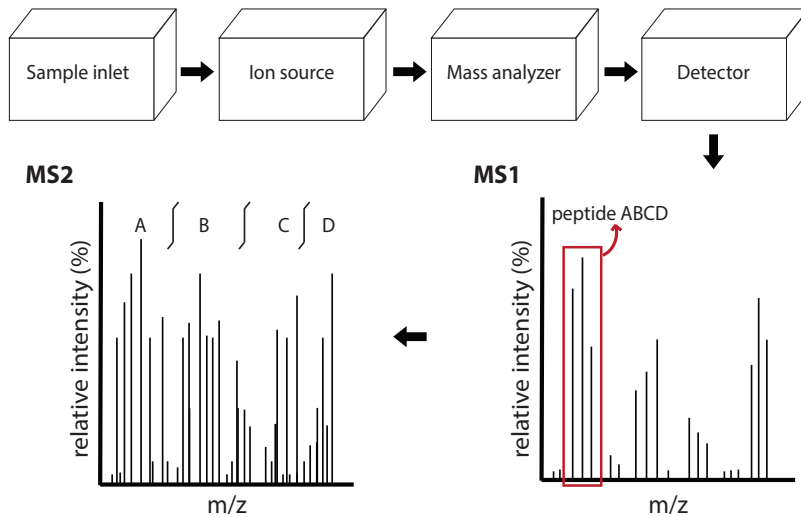 Sample inlet
Ion source
Mass analyzer
Detector
MS2
MS1
A
B
C
D
peptide ABCD
relative intensity (%)
relative intensity (%)
m/z
m/z